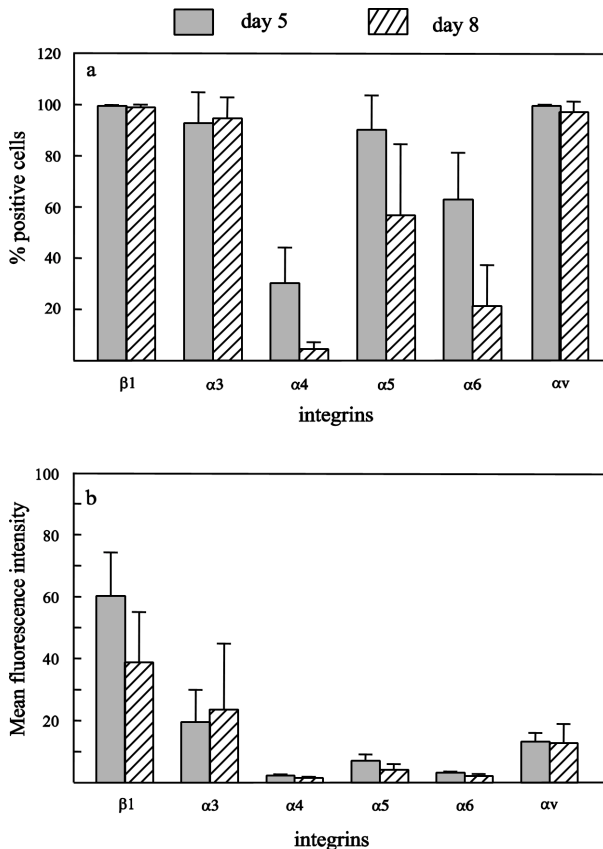 day 5 day 8
120
a
100
80
60
40
20
% positive cells
β1 α3 α4 α5 α6 αv
integrins
100
b
80
60
40
20
Mean fluorescence intensity
β1 α3 α4 α5 α6 αv
integrins